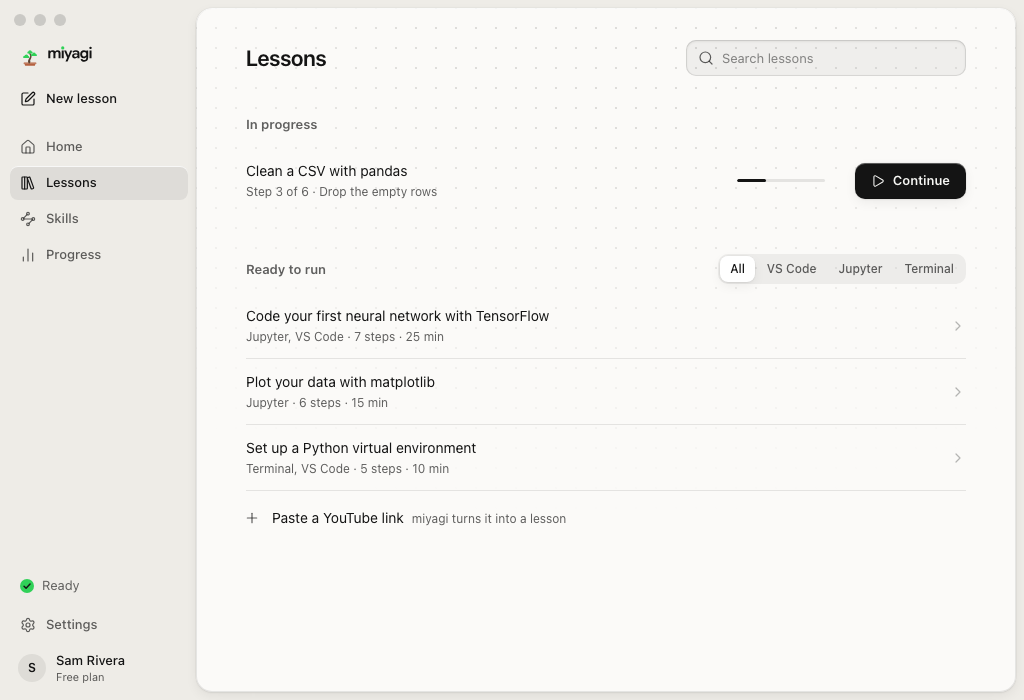 miyagi
New lesson
Home
Lessons
Skills
Progress
Ready
Settings
S
Sam Rivera
Free plan
Lessons
Search lessons
In progress
Clean a CSV with pandas
Step 3 of 6 · Drop the empty rows
Continue
Ready to run
All VS Code Jupyter Terminal
Code your first neural network with TensorFlow
Jupyter, VS Code · 7 steps · 25 min
Plot your data with matplotlib
Jupyter · 6 steps · 15 min
Set up a Python virtual environment
Terminal, VS Code · 5 steps · 10 min
Paste a YouTube link miyagi turns it into a lesson